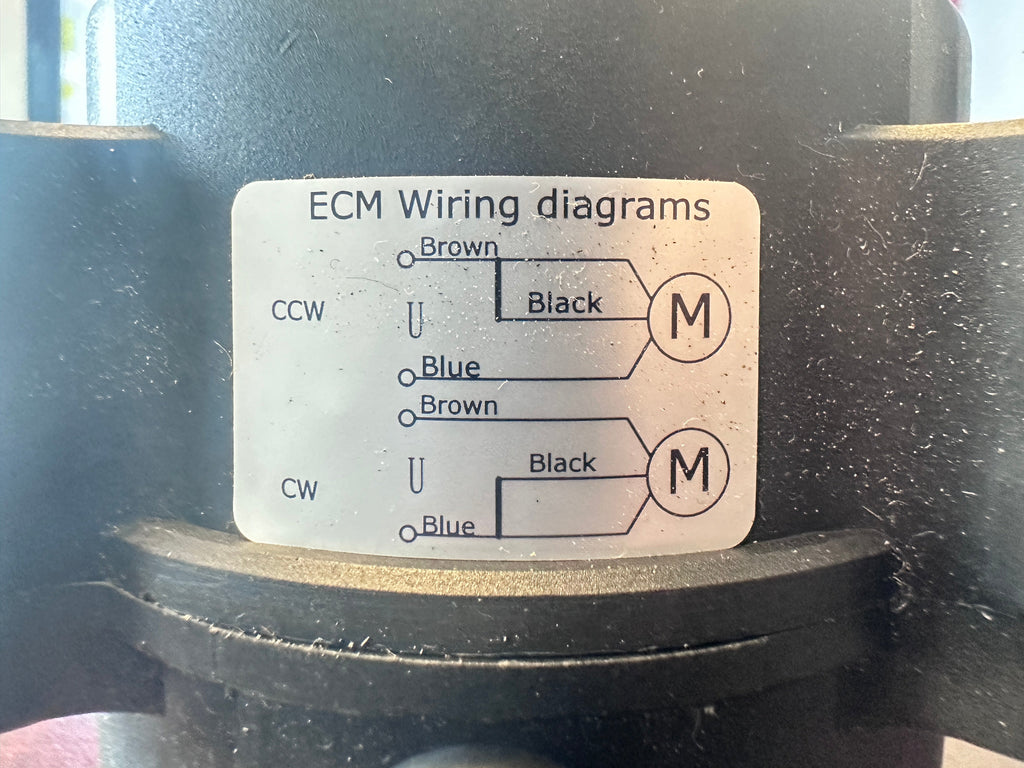 ECM Wiring diagrams
Brown
CCW
U
Black
M
Blue
Brown
CW
U
Black
M
Blue